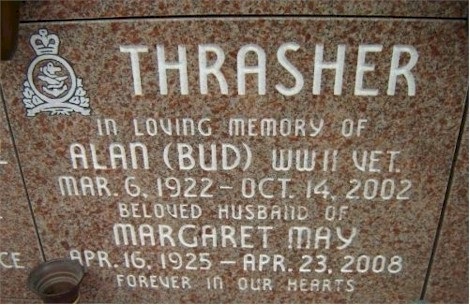 THRASHER
IN LOVING MEMORY OF
ALAN (BUD) WWII VET.
MAR. 6, 1922 – OCT. 14, 2002
BELOVED HUSBAND OF
MARGARET MAY
APR. 16, 1925 – APR. 23, 2008
FOREVER IN OUR HEARTS
CE